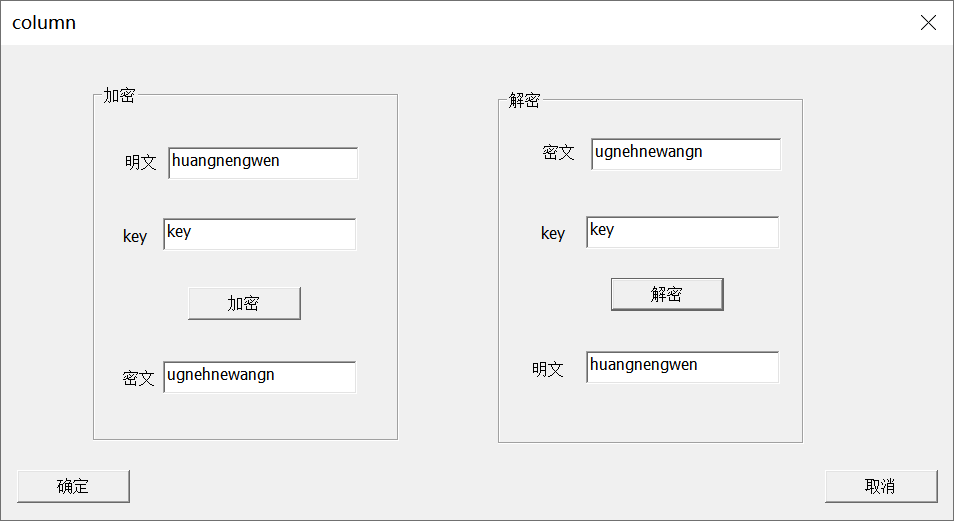 column
加密
明文 huangnengwen
key key
加密
密文 ugnehnewangn
解密
密文 ugnehnewangn
key key
解密
明文 huangnengwen
确定
取消